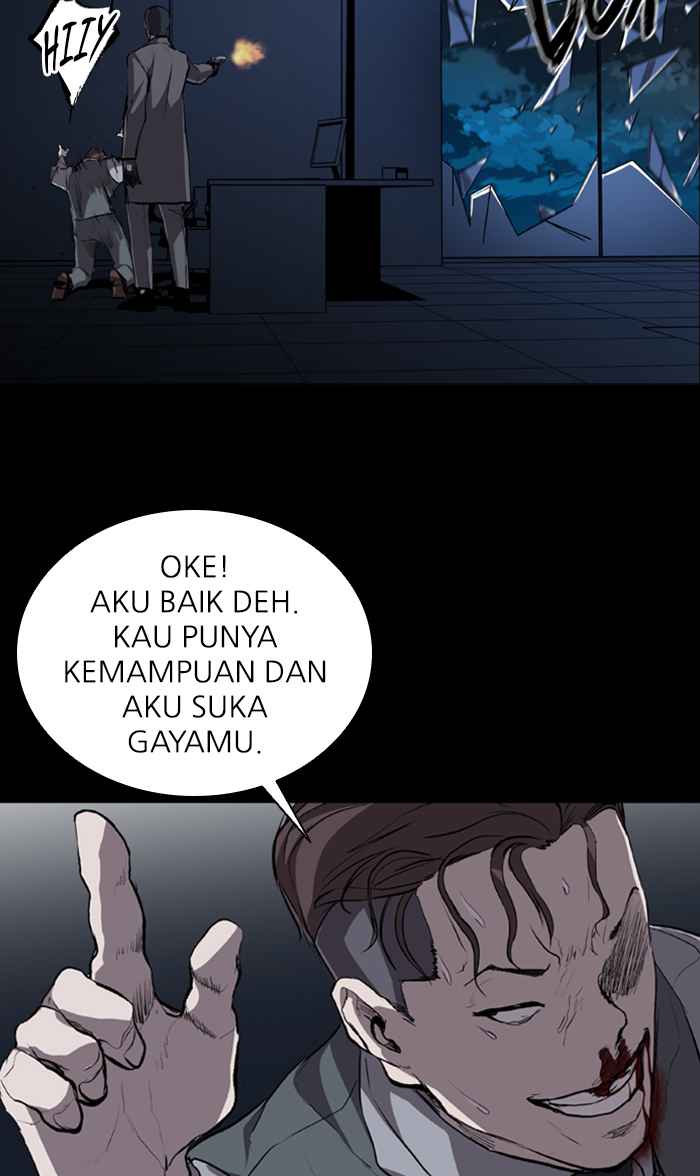 HIIY
OKE!
AKU BAIK DEH.
KAU PUNYA
KEMAMPUAN DAN
AKU SUKA
GAYAMU.